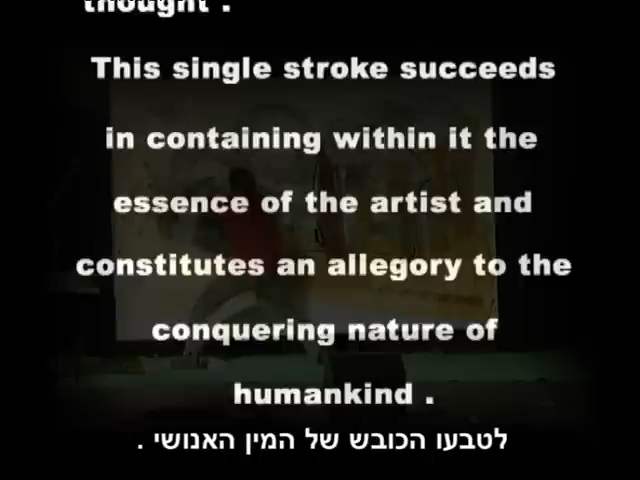 thought .
This single stroke succeeds
in containing within it the
essence of the artist and
constitutes an allegory to the
conquering nature of
humankind .
לטבעו הכובש של המין האנושי .